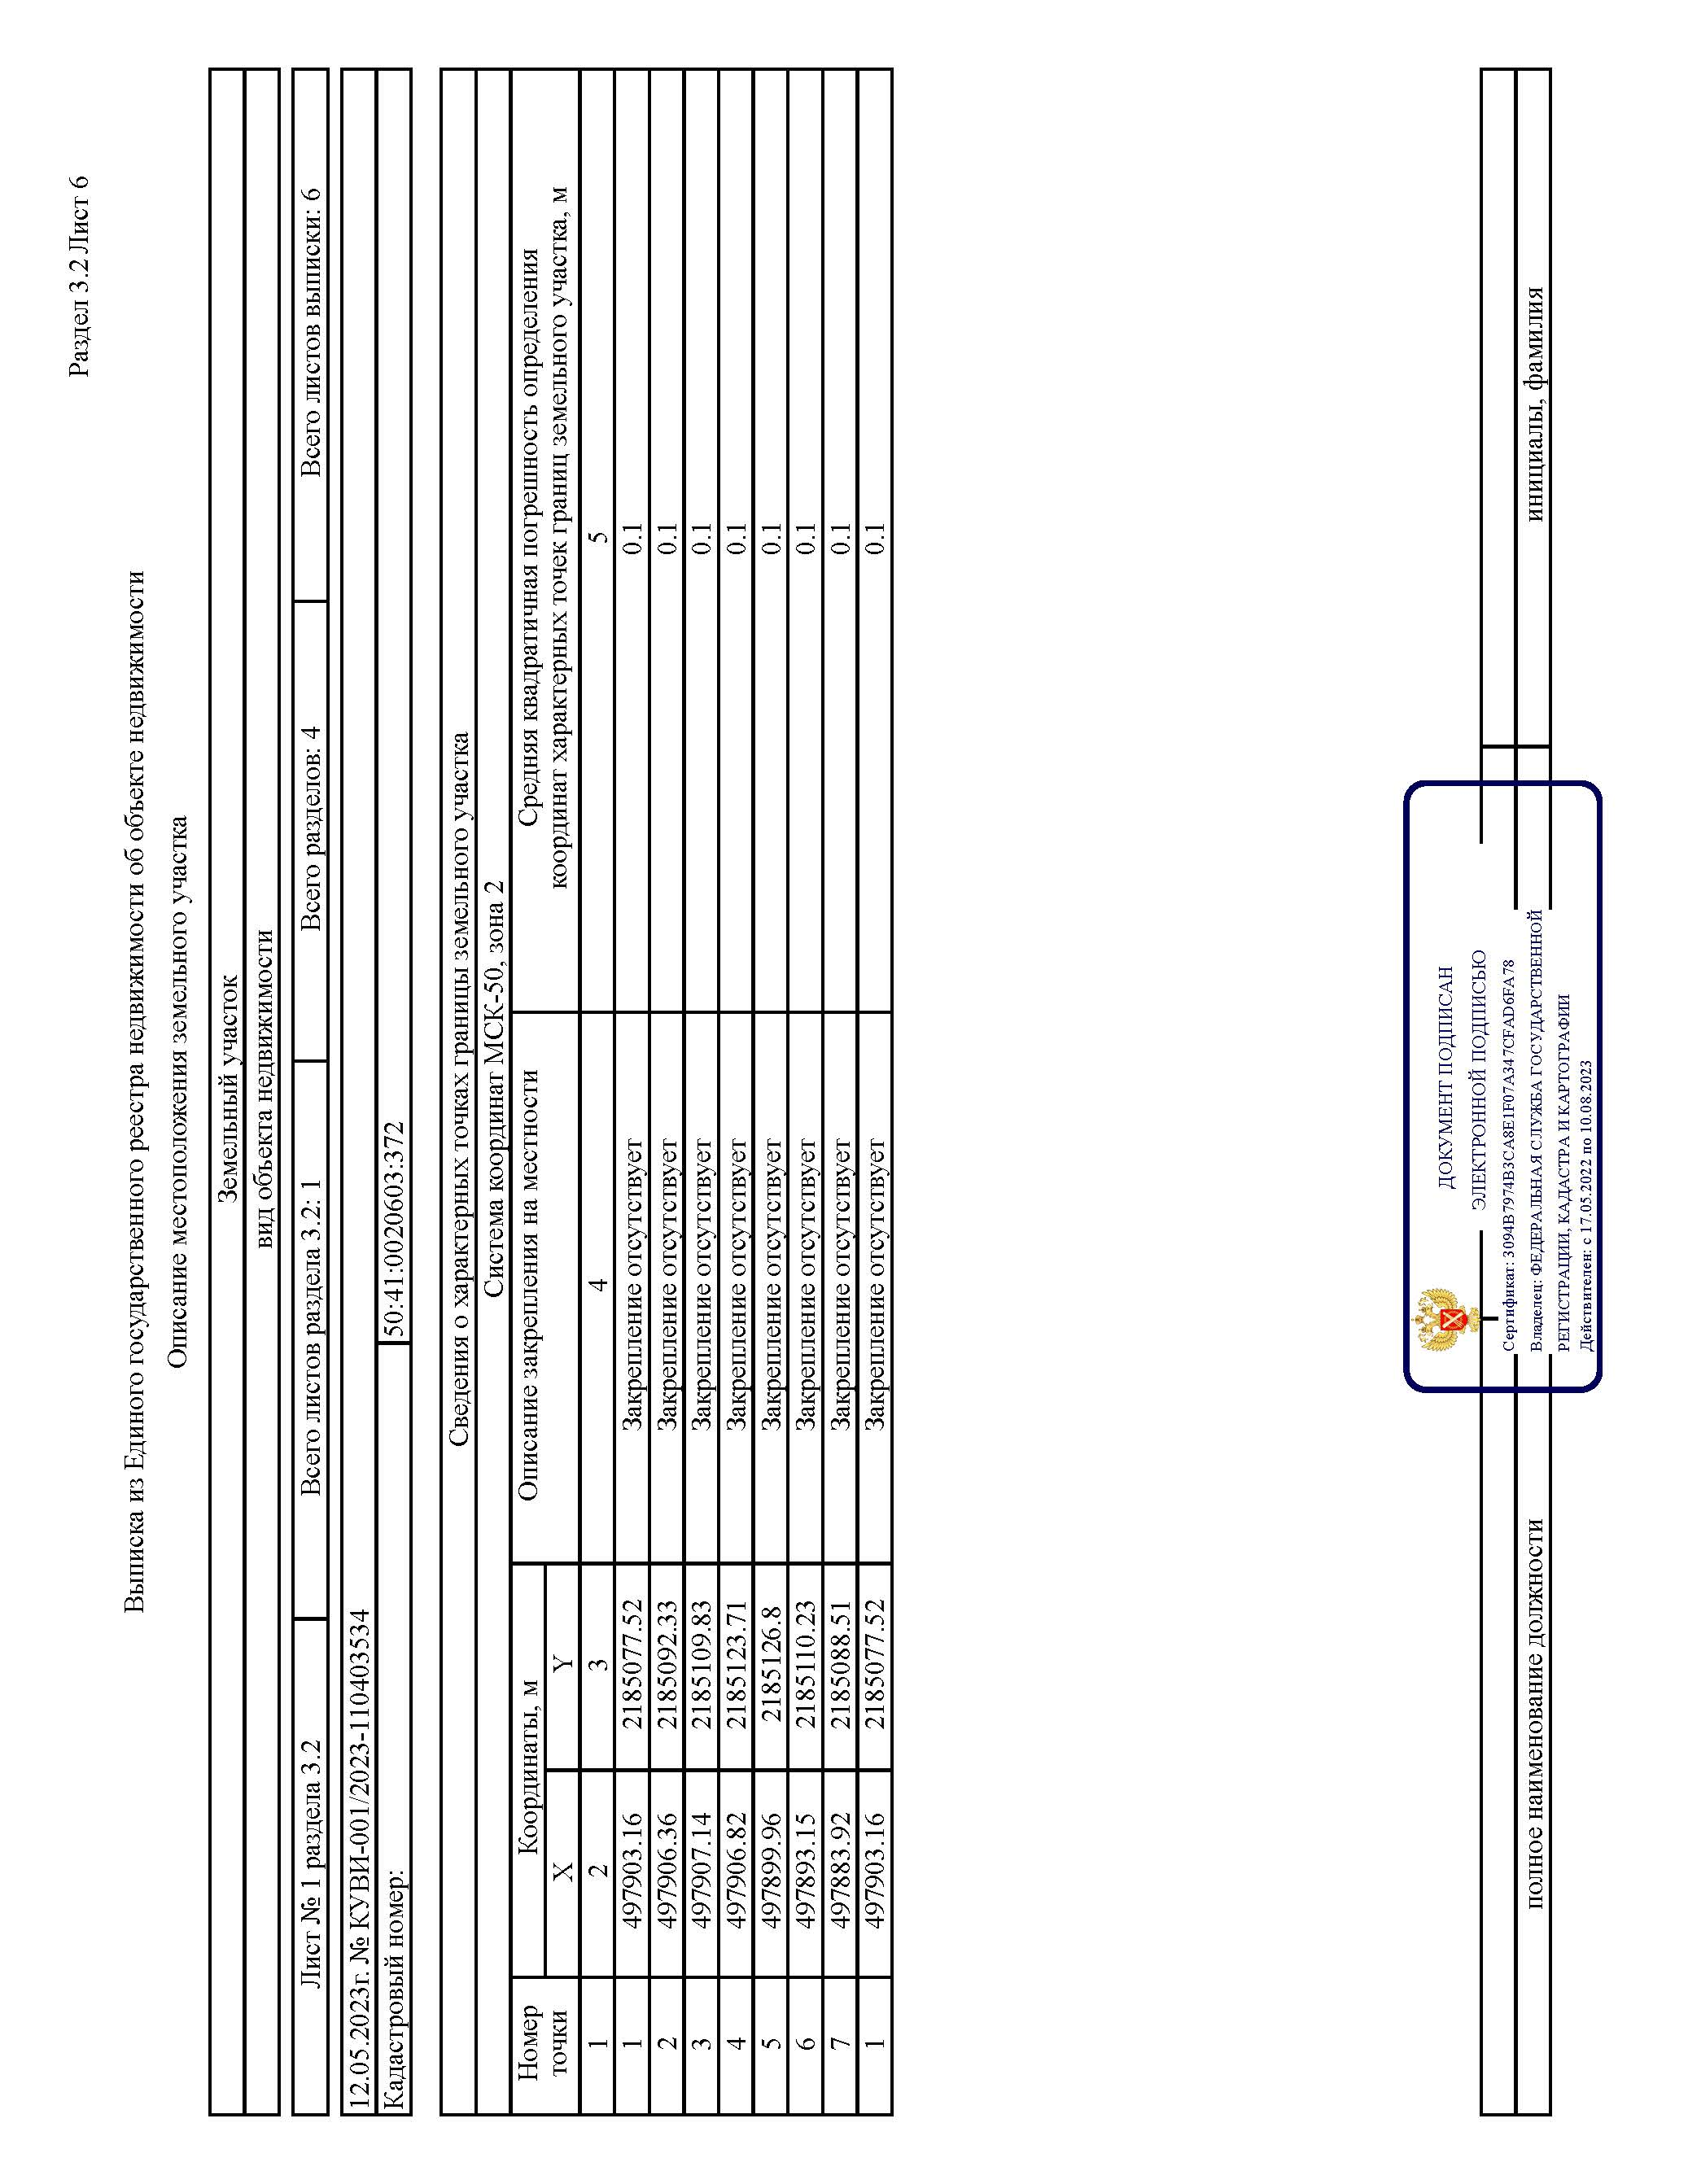 Раздел 3.2 Лист 6
Выписка из Единого государственного реестра недвижимости об объекте недвижимости
Описание местоположения земельного участка
Земельный участок
вид объекта недвижимости
Лист № 1 раздела 3.2 Всего листов раздела 3.2: 1 Всего разделов: 4 Всего листов выписки: 6
12.05.2023г. № КУВИ-001/2023-110403534
Кадастровый номер: 50:41:0020603:372
Сведения о характерных точках границы земельного участка
Система координат МСК-50, зона 2
Номер точки Координаты, м Описание закрепления на местности Средняя квадратичная погрешность определения
координат характерных точек границ земельного участка, м
X Y
1 2 3 4 5
1 497903.16 2185077.52 Закрепление отсутствует 0.1
2 497906.36 2185092.33 Закрепление отсутствует 0.1
3 497907.14 2185109.83 Закрепление отсутствует 0.1
4 497906.82 2185123.71 Закрепление отсутствует 0.1
5 497899.96 2185126.8 Закрепление отсутствует 0.1
6 497893.15 2185110.23 Закрепление отсутствует 0.1
7 497883.92 2185088.51 Закрепление отсутствует 0.1
1 497903.16 2185077.52 Закрепление отсутствует 0.1
ДОКУМЕНТ ПОДПИСАН
ЭЛЕКТРОННОЙ ПОДПИСЬЮ
Сертификат: 3094B7974B3CA8E1F07A347CFAD6FA78
Владелец: ФЕДЕРАЛЬНАЯ СЛУЖБА ГОСУДАРСТВЕННОЙ
РЕГИСТРАЦИИ, КАДАСТРА И КАРТОГРАФИИ
Действителен: с 17.05.2022 по 10.08.2023
полное наименование должности инициалы, фамилия